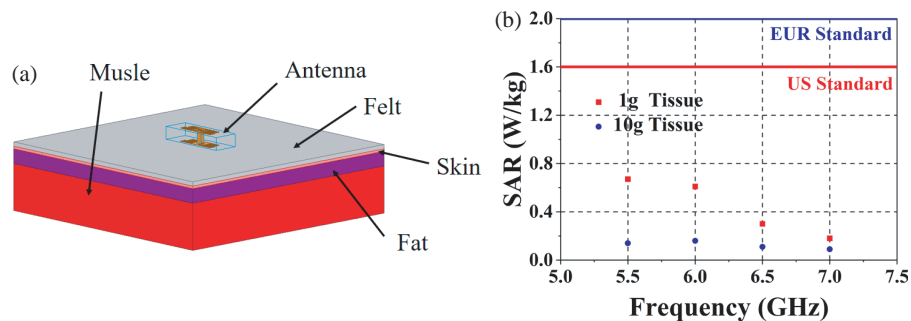 (a)
Musle
Antenna
Felt
Skin
Fat
(b)
SAR (W/kg)
2.0
1.6
1.2
0.8
0.4
0.0
EUR Standard
US Standard
1g Tissue
10g Tissue
5.0 5.5 6.0 6.5 7.0 7.5
Frequency (GHz)